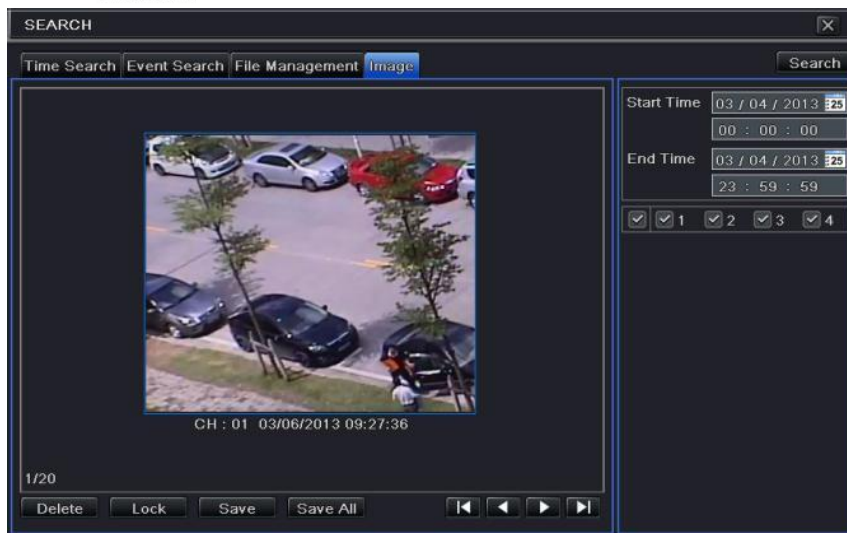 SEARCH
Time Search Event Search File Management Image
Search
Start Time 03 / 04 / 2013 25
00 : 00 : 00
End Time 03 / 04 / 2013 25
23 : 59 : 59
1 2 3 4
CH : 01 03/06/2013 09:27:36
1/20
Delete Lock Save Save All